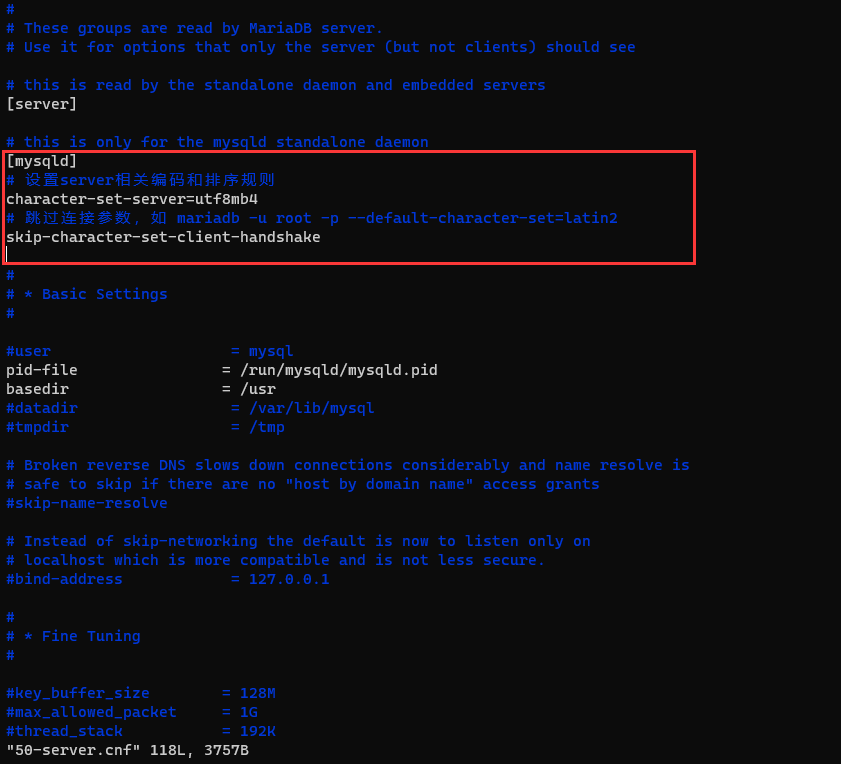 #
# These groups are read by MariaDB server.
# Use it for options that only the server (but not clients) should see
# this is read by the standalone daemon and embedded servers
[server]
# this is only for the mysqld standalone daemon
[mysqld]
# 设置server相关编码和排序规则
character-set-server=utf8mb4
# 跳过连接参数，如 mariadb -u root -p --default-character-set=latin2
skip-character-set-client-handshake
#
# * Basic Settings
#
#user                    = mysql
pid-file                = /run/mysqld/mysqld.pid
basedir                 = /usr
#datadir                 = /var/lib/mysql
#tmpdir                  = /tmp
# Broken reverse DNS slows down connections considerably and name resolve is
# safe to skip if there are no "host by domain name" access grants
#skip-name-resolve
# Instead of skip-networking the default is now to listen only on
# localhost which is more compatible and is not less secure.
#bind-address            = 127.0.0.1
#
# * Fine Tuning
#
#key_buffer_size        = 128M
#max_allowed_packet     = 1G
#thread_stack           = 192K
"50-server.cnf" 118L, 3757B